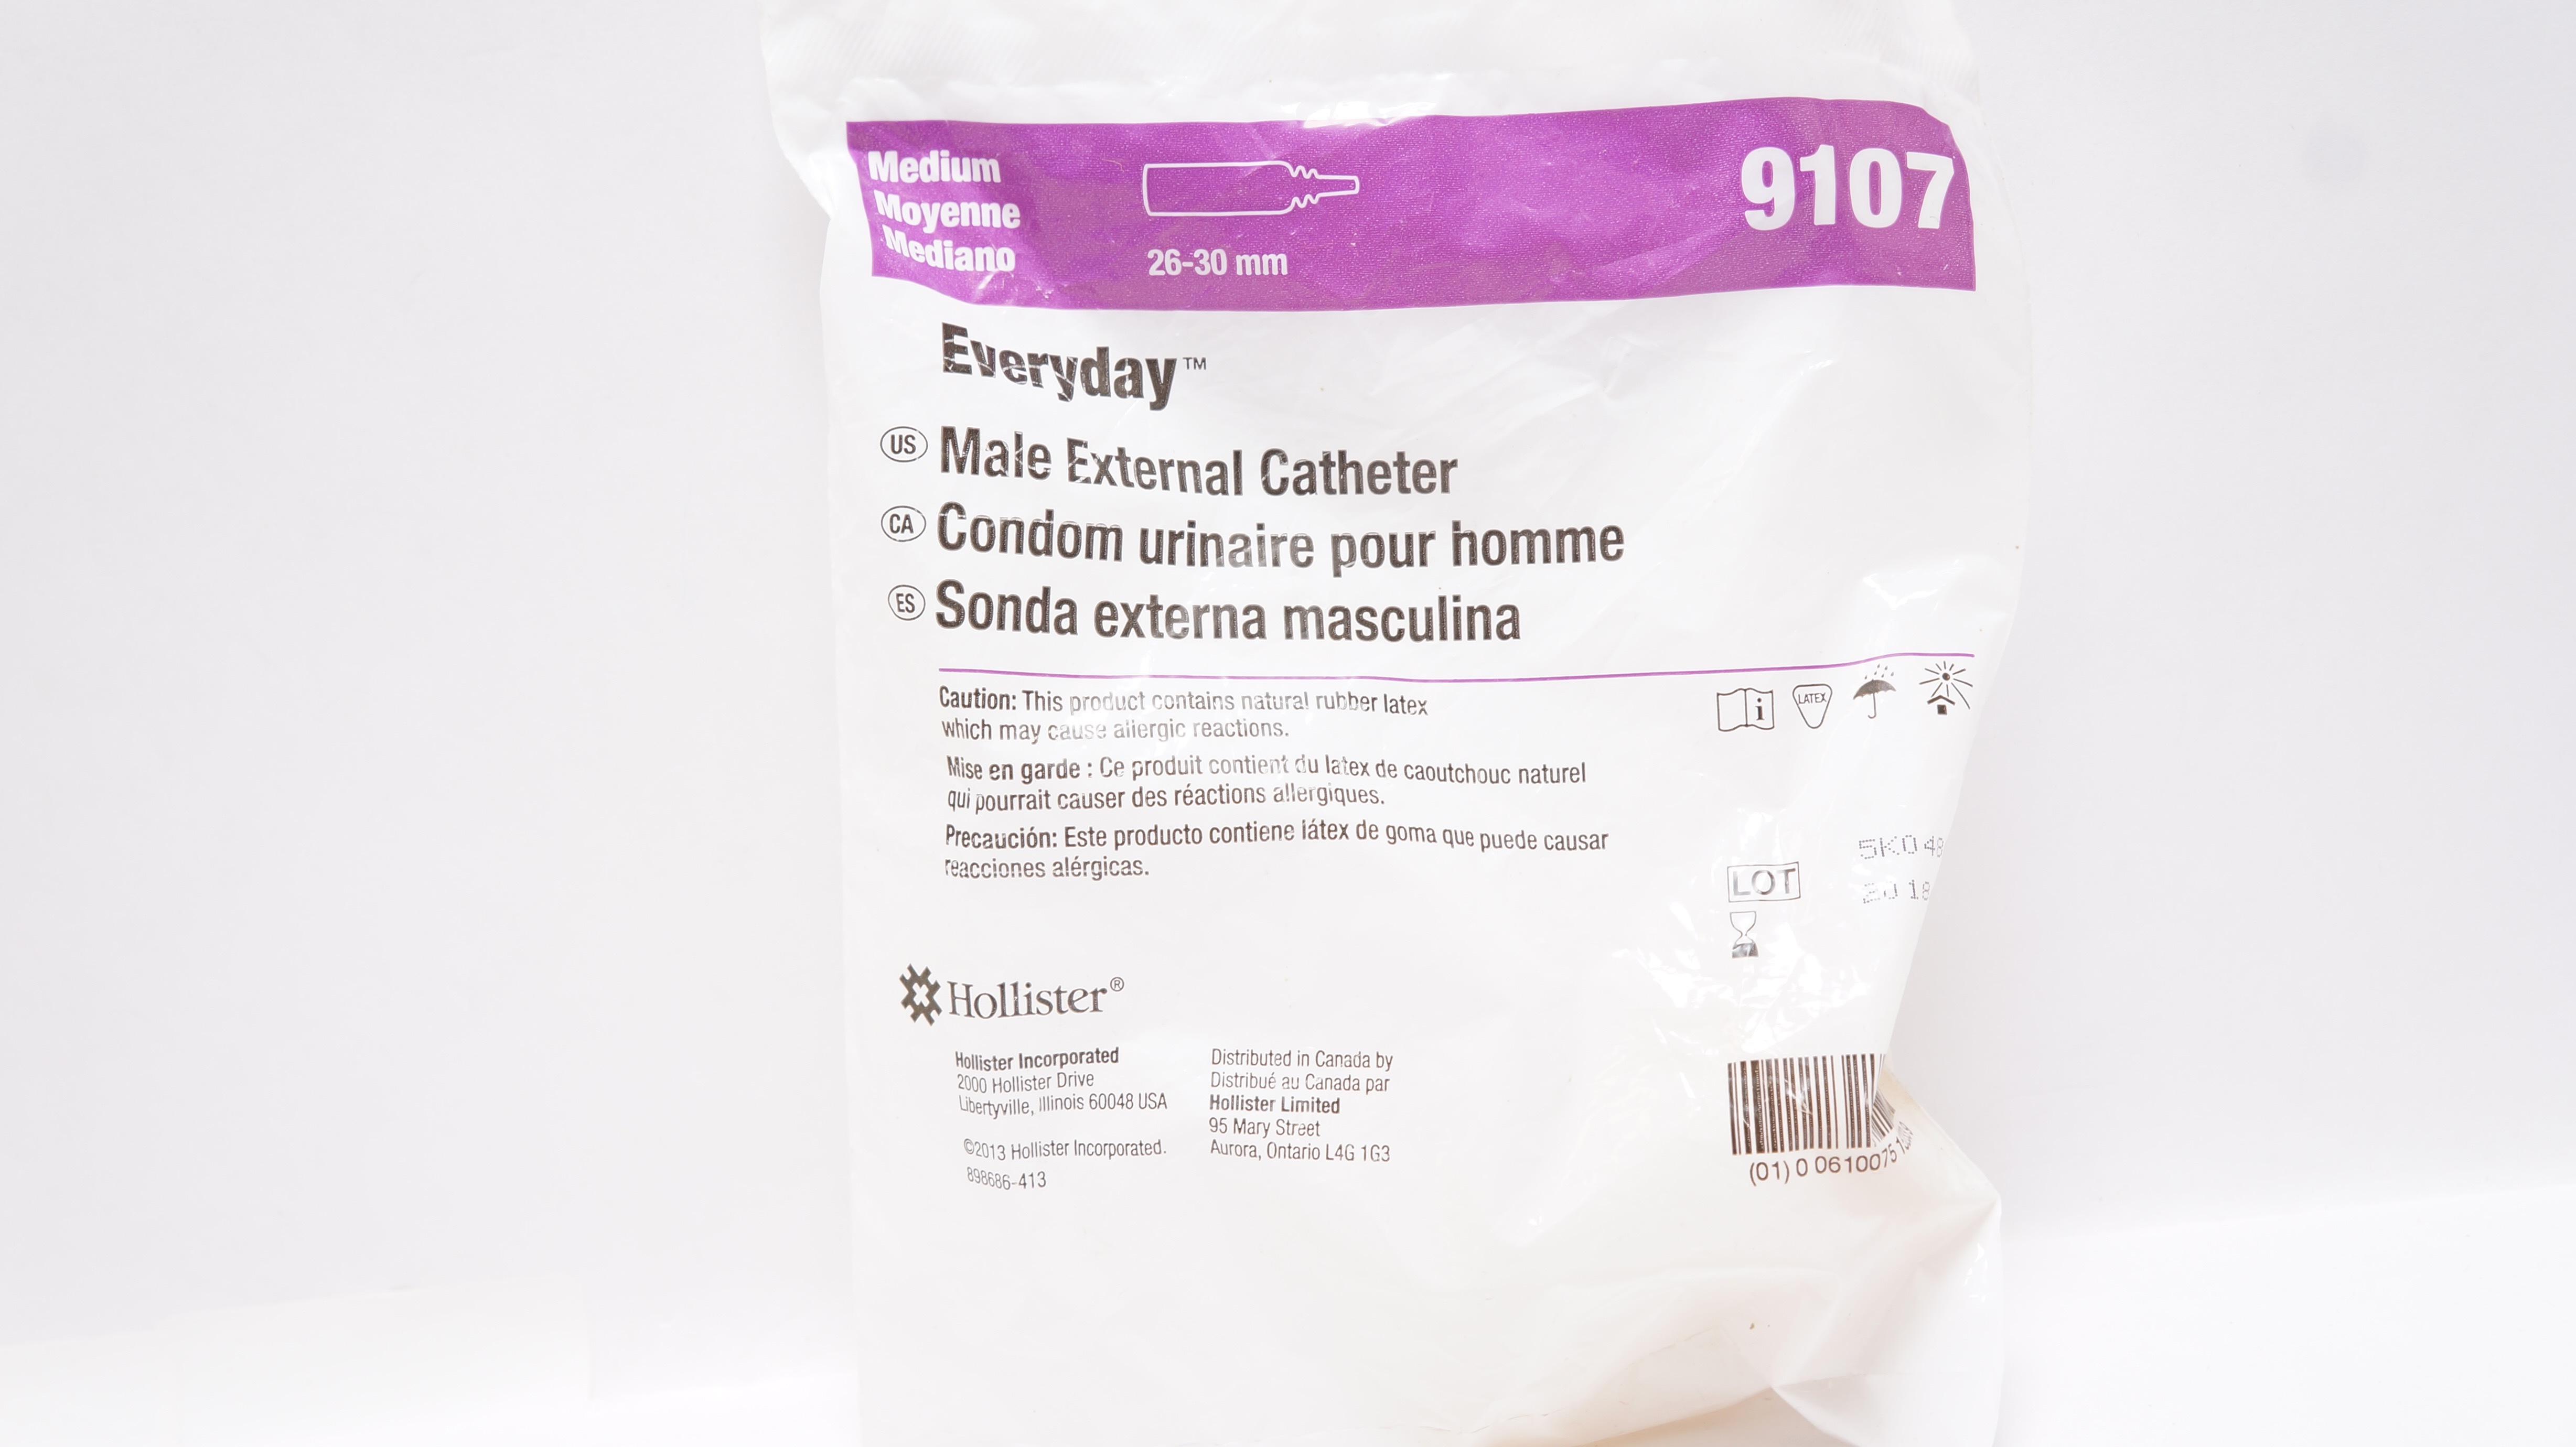 Medium
Moyenne
Mediano
26-30 mm
9107
Everyday™
US Male External Catheter
CA Condom urinaire pour homme
ES Sonda externa masculina
Caution: This product contains natural rubber latex
which may cause allergic reactions.
Mise en garde : Ce produit contient du latex de caoutchouc naturel
qui pourrait causer des réactions allergiques.
Precaución: Este producto contiene látex de goma que puede causar
reacciones alérgicas.
i
LATEX
LOT
5K048
Hollister®
Hollister Incorporated
2000 Hollister Drive
Libertyville, Illinois 60048 USA
©2013 Hollister Incorporated.
898686-413
Distributed in Canada by
Distribué au Canada par
Hollister Limited
95 Mary Street
Aurora, Ontario L4G 1G3
(01) 0 0610075